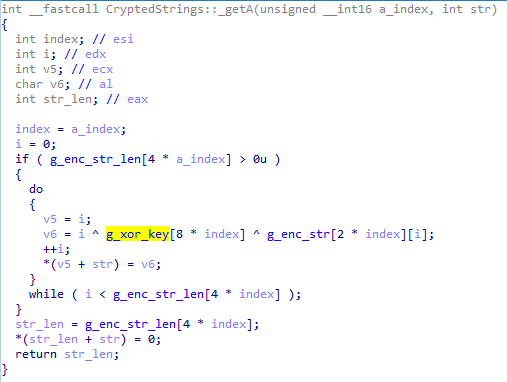 int __fastcall CryptedStrings::_getA(unsigned __int16 a_index, int str)
{
  int index; // esi
  int i; // edx
  int v5; // ecx
  char v6; // al
  int str_len; // eax

  index = a_index;
  i = 0;
  if ( g_enc_str_len[4 * a_index] > 0u )
  {
    do
    {
      v5 = i;
      v6 = i ^ g_xor_key[8 * index] ^ g_enc_str[2 * index][i];
      ++i;
      *(v5 + str) = v6;
    }
    while ( i < g_enc_str_len[4 * index] );
  }
  str_len = g_enc_str_len[4 * index];
  *(str_len + str) = 0;
  return str_len;
}